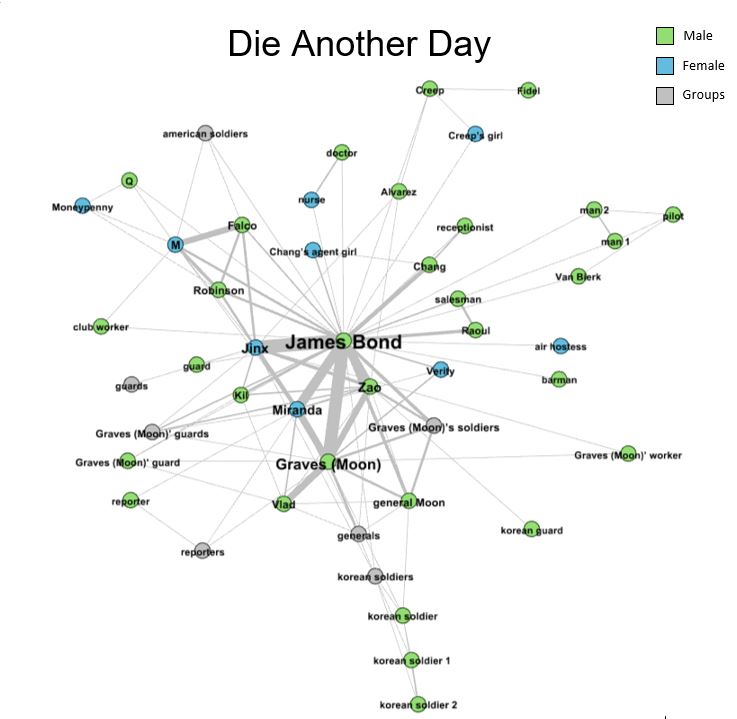 Die Another Day
Male
Female
Groups
Creep
Fidel
american soldiers
Creep's girl
doctor
Q
Alvarez
nurse
Moneypenny
man 2
pilot
Falco
receptionist
man 1
M
Chang's agent girl
Chang
Van Bierk
Robinson
salesman
club worker
Raoul
James Bond
Jinx
air hostess
guard
Verity
barman
guards
Zao
Kil
Miranda
Graves (Moon)'s soldiers
Graves (Moon)' guards
Graves (Moon)' worker
Graves (Moon)' guard
Graves (Moon)
reporter
Vlad
general Moon
korean guard
generals
reporters
korean soldiers
korean soldier
korean soldier 1
korean soldier 2